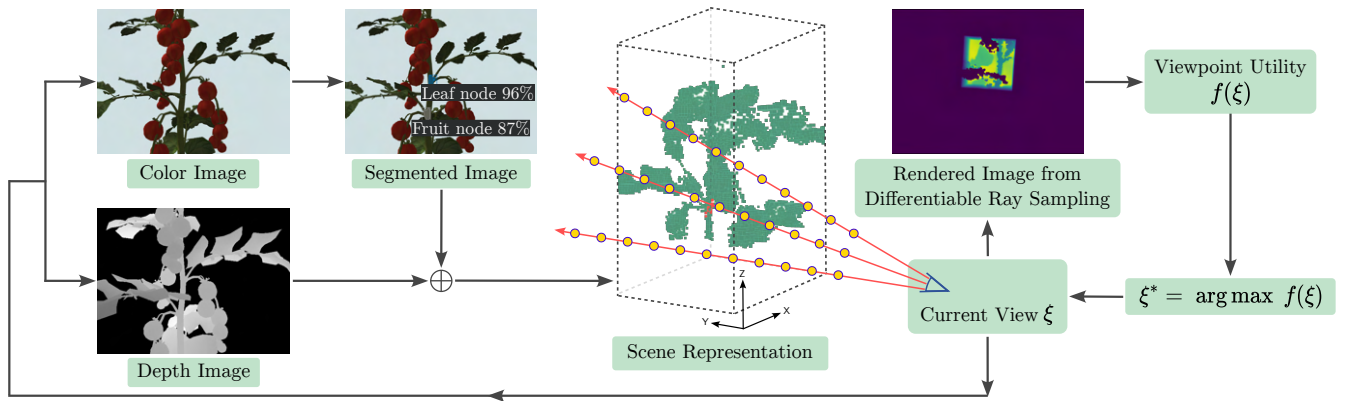 Leaf node 96%
Fruit node 87%
Color Image
Segmented Image
Depth Image
Z
X
Y
Scene Representation
Rendered Image from
Differentiable Ray Sampling
Current View ξ
Viewpoint Utility
f(ξ)
ξ* = arg max f(ξ)